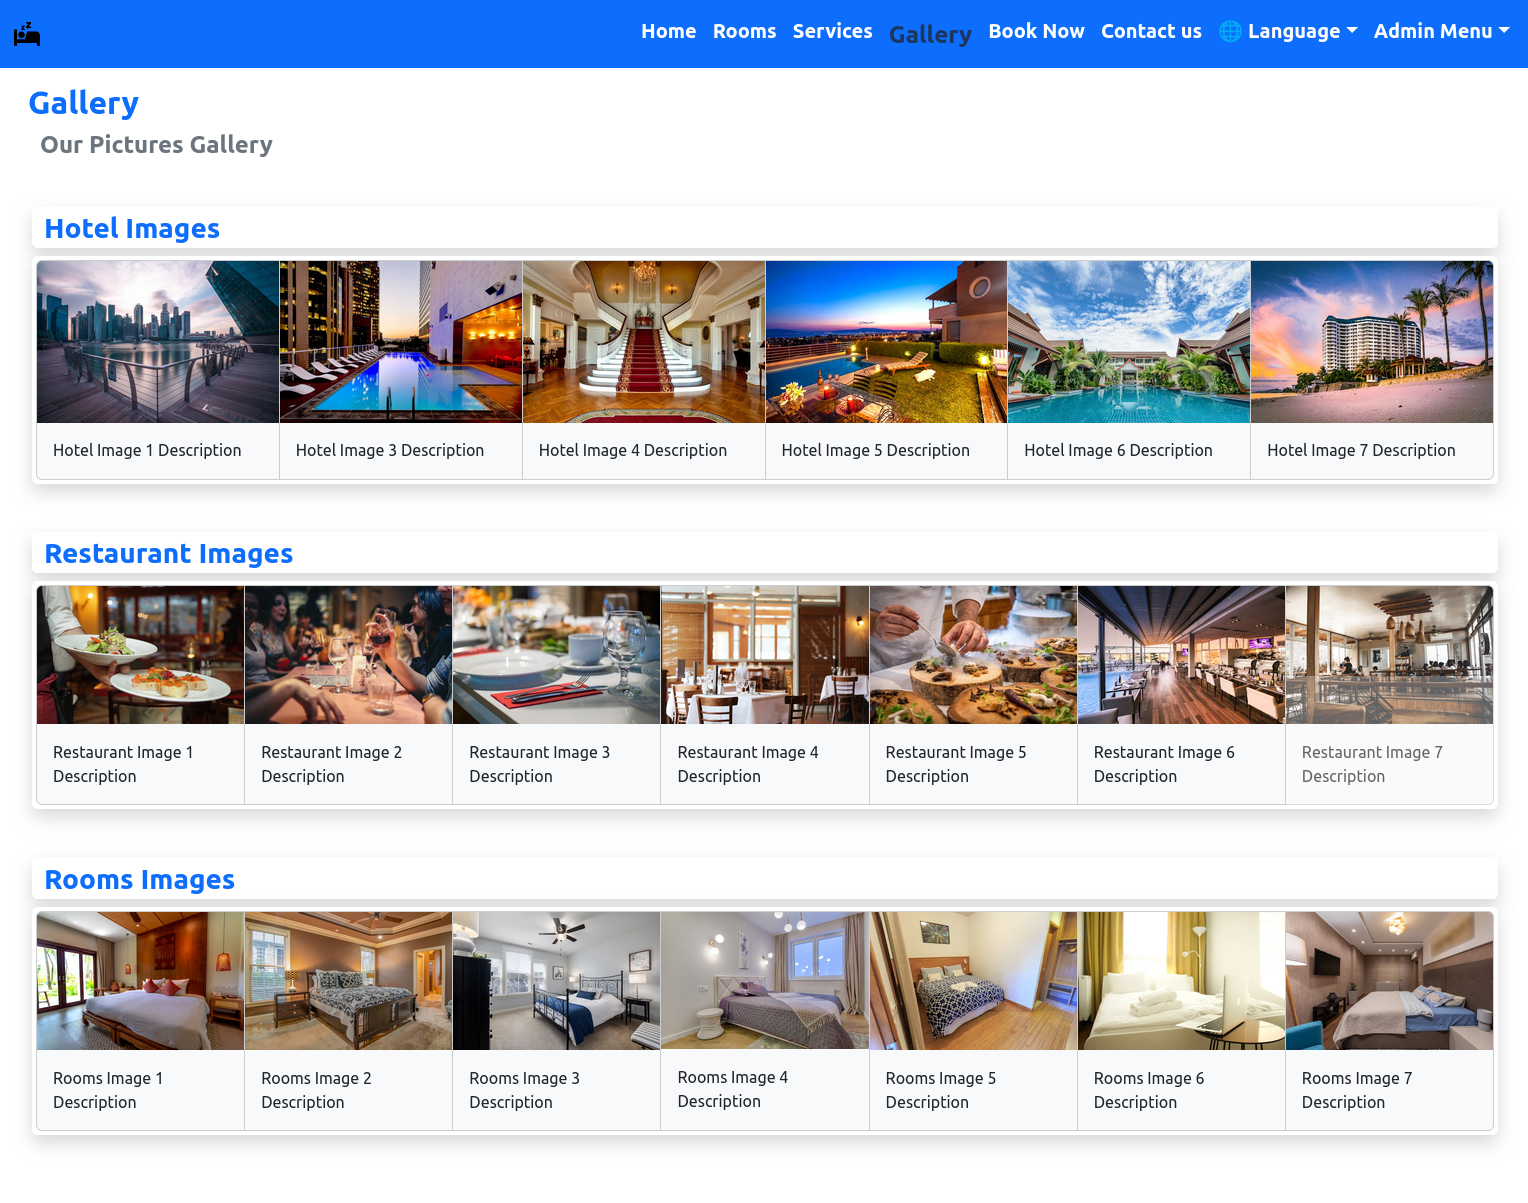 Home Rooms Services Gallery Book Now Contact us 🌐 Language Admin Menu
Gallery
Our Pictures Gallery
Hotel Images
Hotel Image 1 Description
Hotel Image 3 Description
Hotel Image 4 Description
Hotel Image 5 Description
Hotel Image 6 Description
Hotel Image 7 Description
Restaurant Images
Restaurant Image 1
Description
Restaurant Image 2
Description
Restaurant Image 3
Description
Restaurant Image 4
Description
Restaurant Image 5
Description
Restaurant Image 6
Description
Restaurant Image 7
Description
Rooms Images
Rooms Image 1
Description
Rooms Image 2
Description
Rooms Image 3
Description
Rooms Image 4
Description
Rooms Image 5
Description
Rooms Image 6
Description
Rooms Image 7
Description